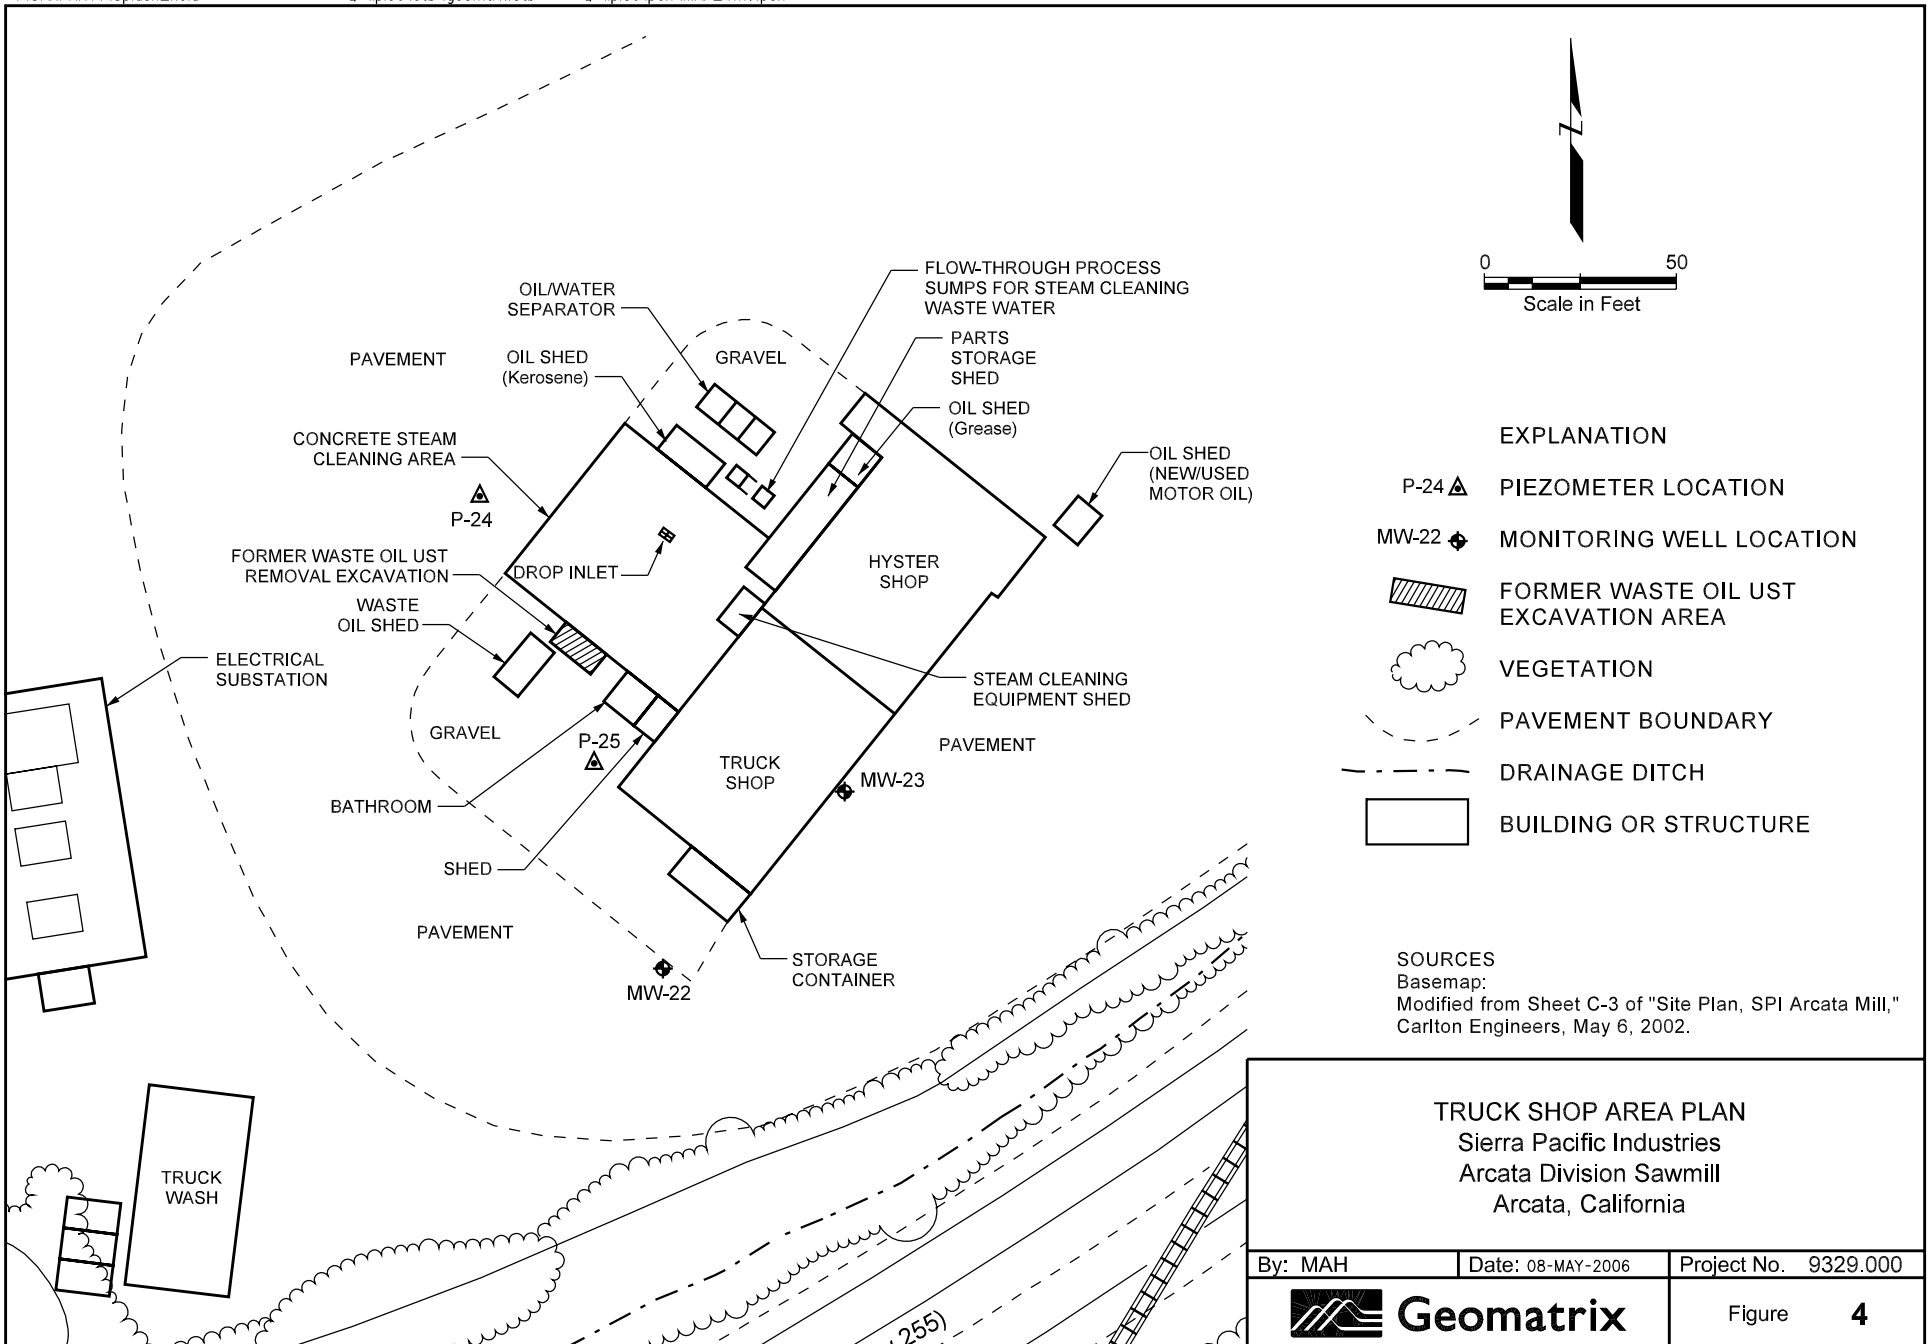 OIL/WATER
SEPARATOR
FLOW-THROUGH PROCESS
SUMPS FOR STEAM CLEANING
WASTE WATER
PAVEMENT
OIL SHED
(Kerosene)
GRAVEL
PARTS
STORAGE
SHED
OIL SHED
(Grease)
CONCRETE STEAM
CLEANING AREA
OIL SHED
(NEW/USED
MOTOR OIL)
P-24
FORMER WASTE OIL UST
REMOVAL EXCAVATION
DROP INLET
HYSTER
SHOP
WASTE
OIL SHED
ELECTRICAL
SUBSTATION
STEAM CLEANING
EQUIPMENT SHED
GRAVEL
P-25
PAVEMENT
TRUCK
SHOP
MW-23
BATHROOM
SHED
PAVEMENT
STORAGE
CONTAINER
MW-22
TRUCK
WASH
255)
0 50
Scale in Feet
EXPLANATION
P-24 PIEZOMETER LOCATION
MW-22 MONITORING WELL LOCATION
FORMER WASTE OIL UST
EXCAVATION AREA
VEGETATION
PAVEMENT BOUNDARY
DRAINAGE DITCH
BUILDING OR STRUCTURE
SOURCES
Basemap:
Modified from Sheet C-3 of "Site Plan, SPI Arcata Mill,"
Carlton Engineers, May 6, 2002.
TRUCK SHOP AREA PLAN
Sierra Pacific Industries
Arcata Division Sawmill
Arcata, California
By: MAH Date: 08-MAY-2006 Project No. 9329.000
Geomatrix Figure 4